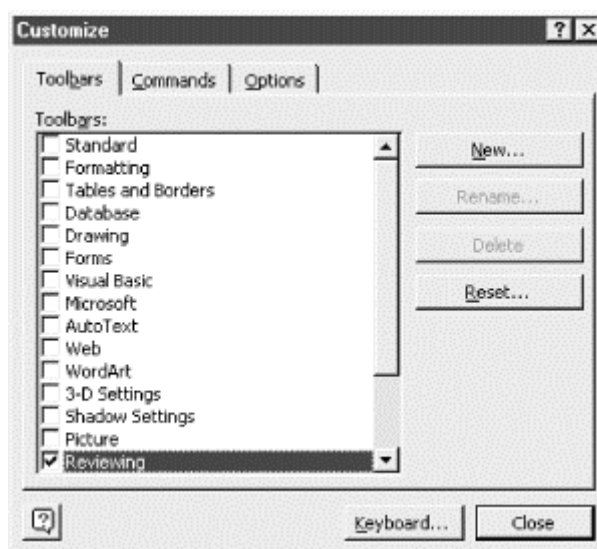 Customize
Toolbars Commands Options
Toolbars:
Standard
Formatting
Tables and Borders
Database
Drawing
Forms
Visual Basic
Microsoft
AutoText
Web
WordArt
3-D Settings
Shadow Settings
Picture
Reviewing
New...
Rename...
Delete
Reset...
Keyboard... Close